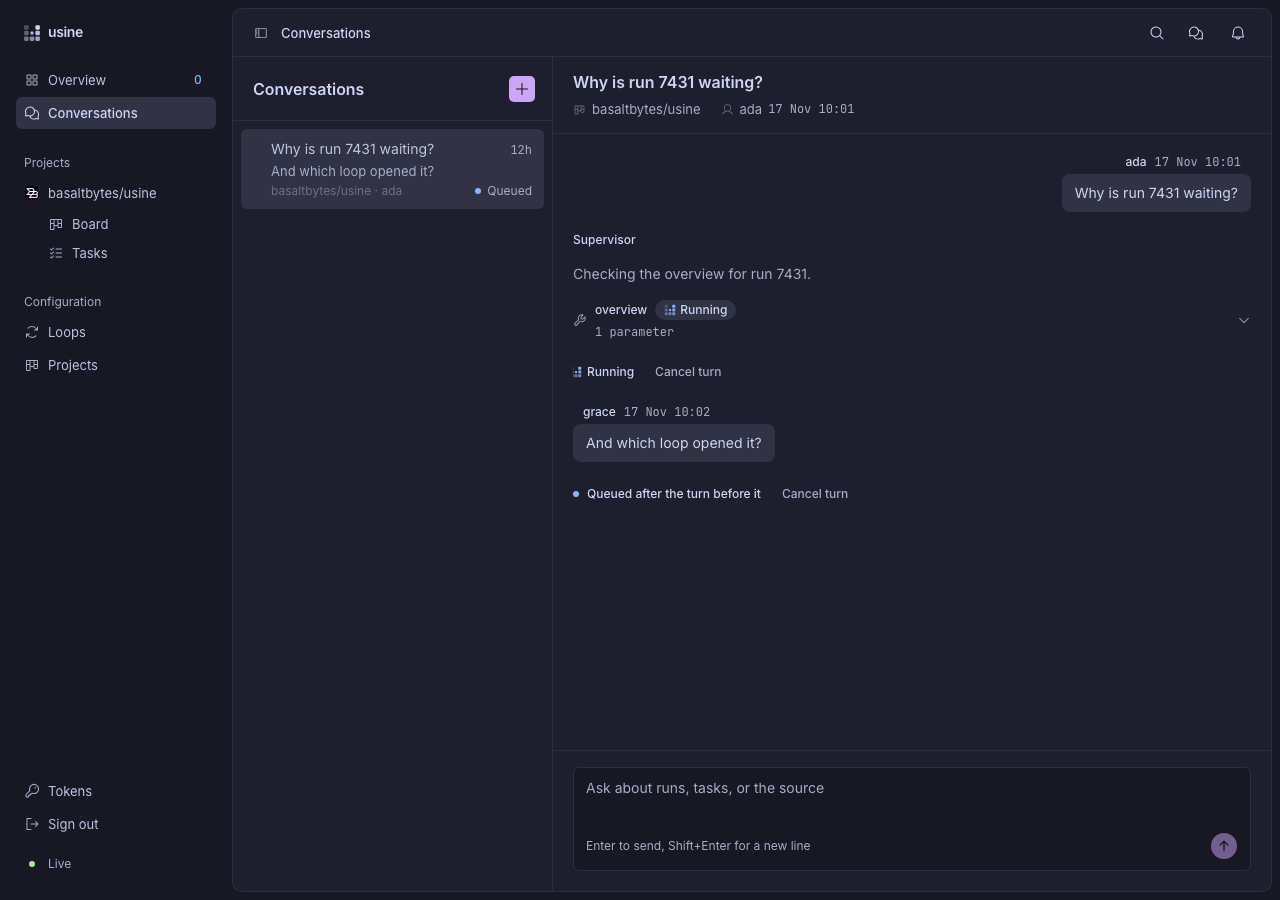 usine
Overview 0
Conversations
Projects
basaltbytes/usine
Board
Tasks
Configuration
Loops
Projects
Tokens
Sign out
Live
Conversations
Conversations
Why is run 7431 waiting? 12h
And which loop opened it?
basaltbytes/usine · ada Queued
Why is run 7431 waiting?
basaltbytes/usine ada 17 Nov 10:01
ada 17 Nov 10:01
Why is run 7431 waiting?
Supervisor
Checking the overview for run 7431.
overview Running
1 parameter
Running Cancel turn
grace 17 Nov 10:02
And which loop opened it?
Queued after the turn before it Cancel turn
Ask about runs, tasks, or the source
Enter to send, Shift+Enter for a new line